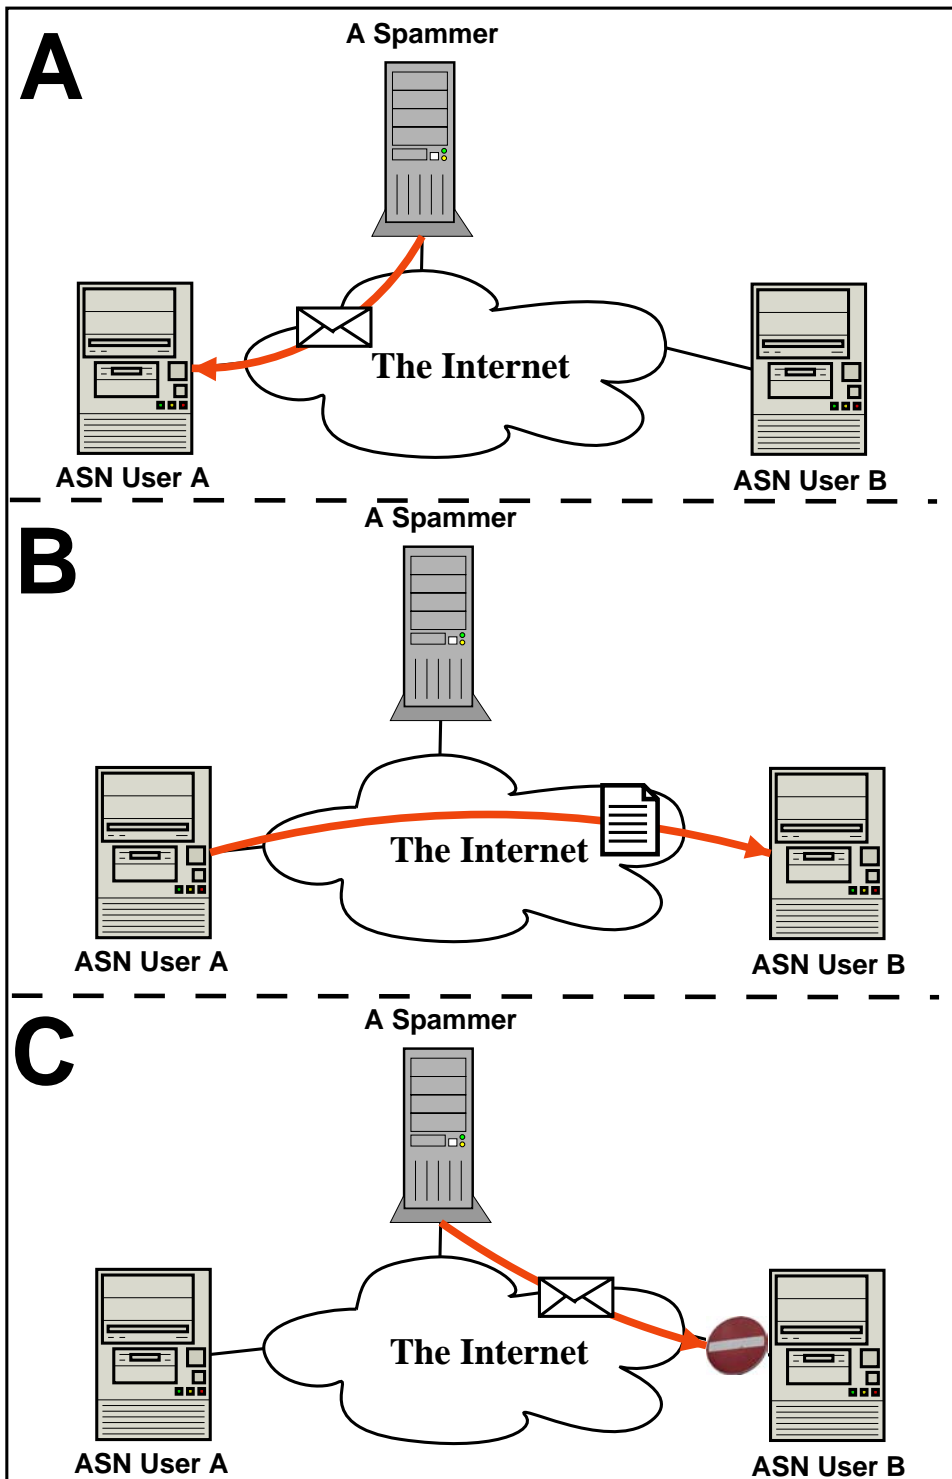 A
A Spammer
The Internet
ASN User A
ASN User B
B
A Spammer
The Internet
ASN User A
ASN User B
C
A Spammer
The Internet
ASN User A
ASN User B